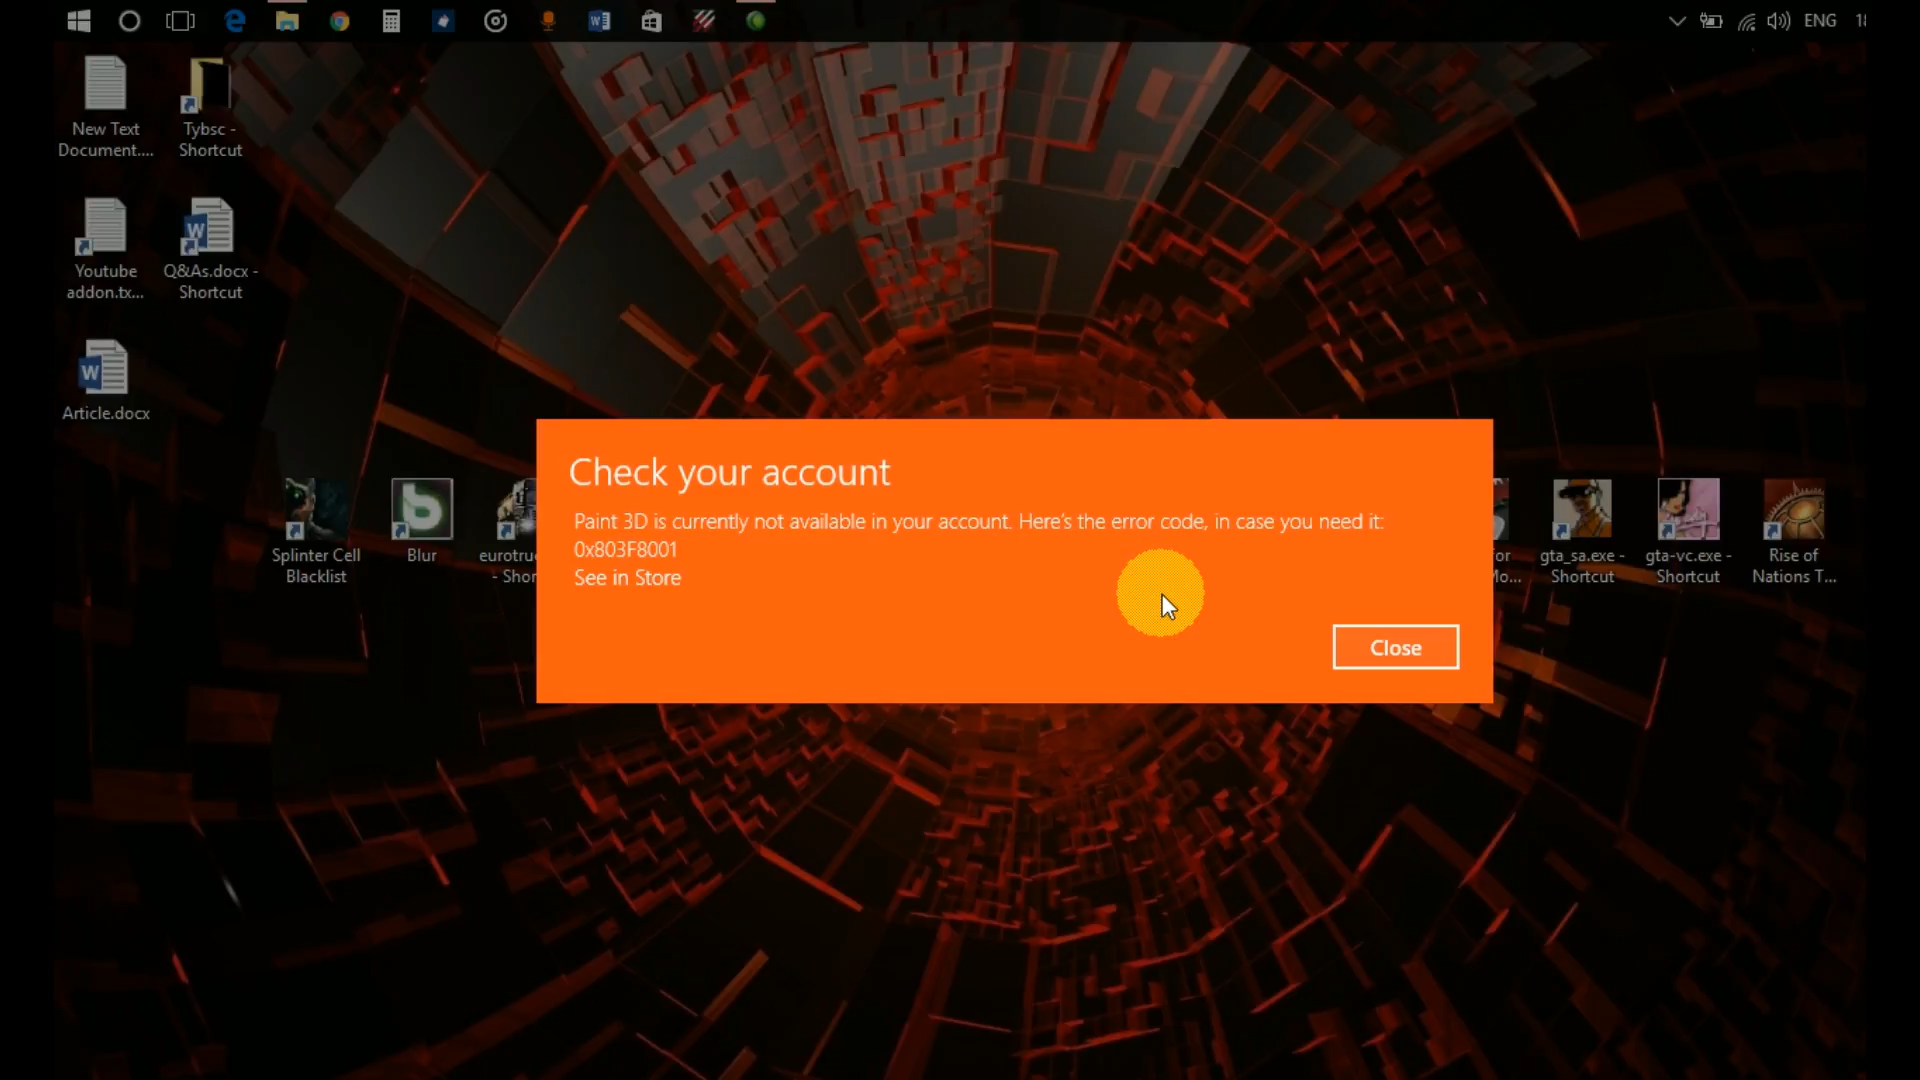 ENG
New Text
Document....
Tybsc -
Shortcut
Youtube
addon.tx...
Q&As.docx -
Shortcut
Article.docx
Check your account
Paint 3D is currently not available in your account. Here's the error code, in case you need it:
0x803F8001
See in Store
Close
Splinter Cell
Blacklist
Blur
eurotru
- Shor
gta_sa.exe -
Shortcut
gta-vc.exe -
Shortcut
Rise of
Nations T...